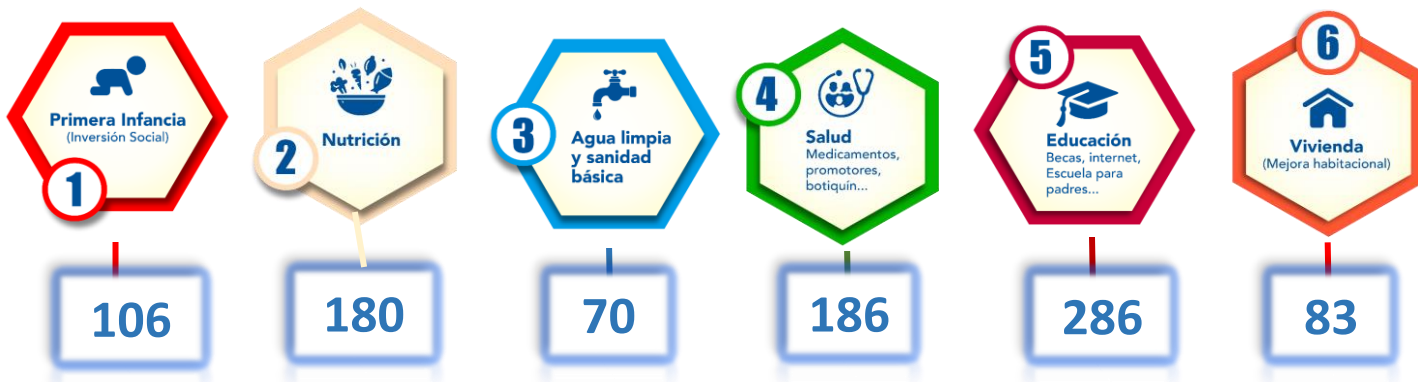 1
Primera Infancia
(Inversión Social)
106
2
Nutrición
180
3
Agua limpia
y sanidad
básica
70
4
Salud
Medicamentos,
promotores,
botiquín...
186
5
Educación
Becas, internet,
Escuela para
padres...
286
6
Vivienda
(Mejora habitacional)
83